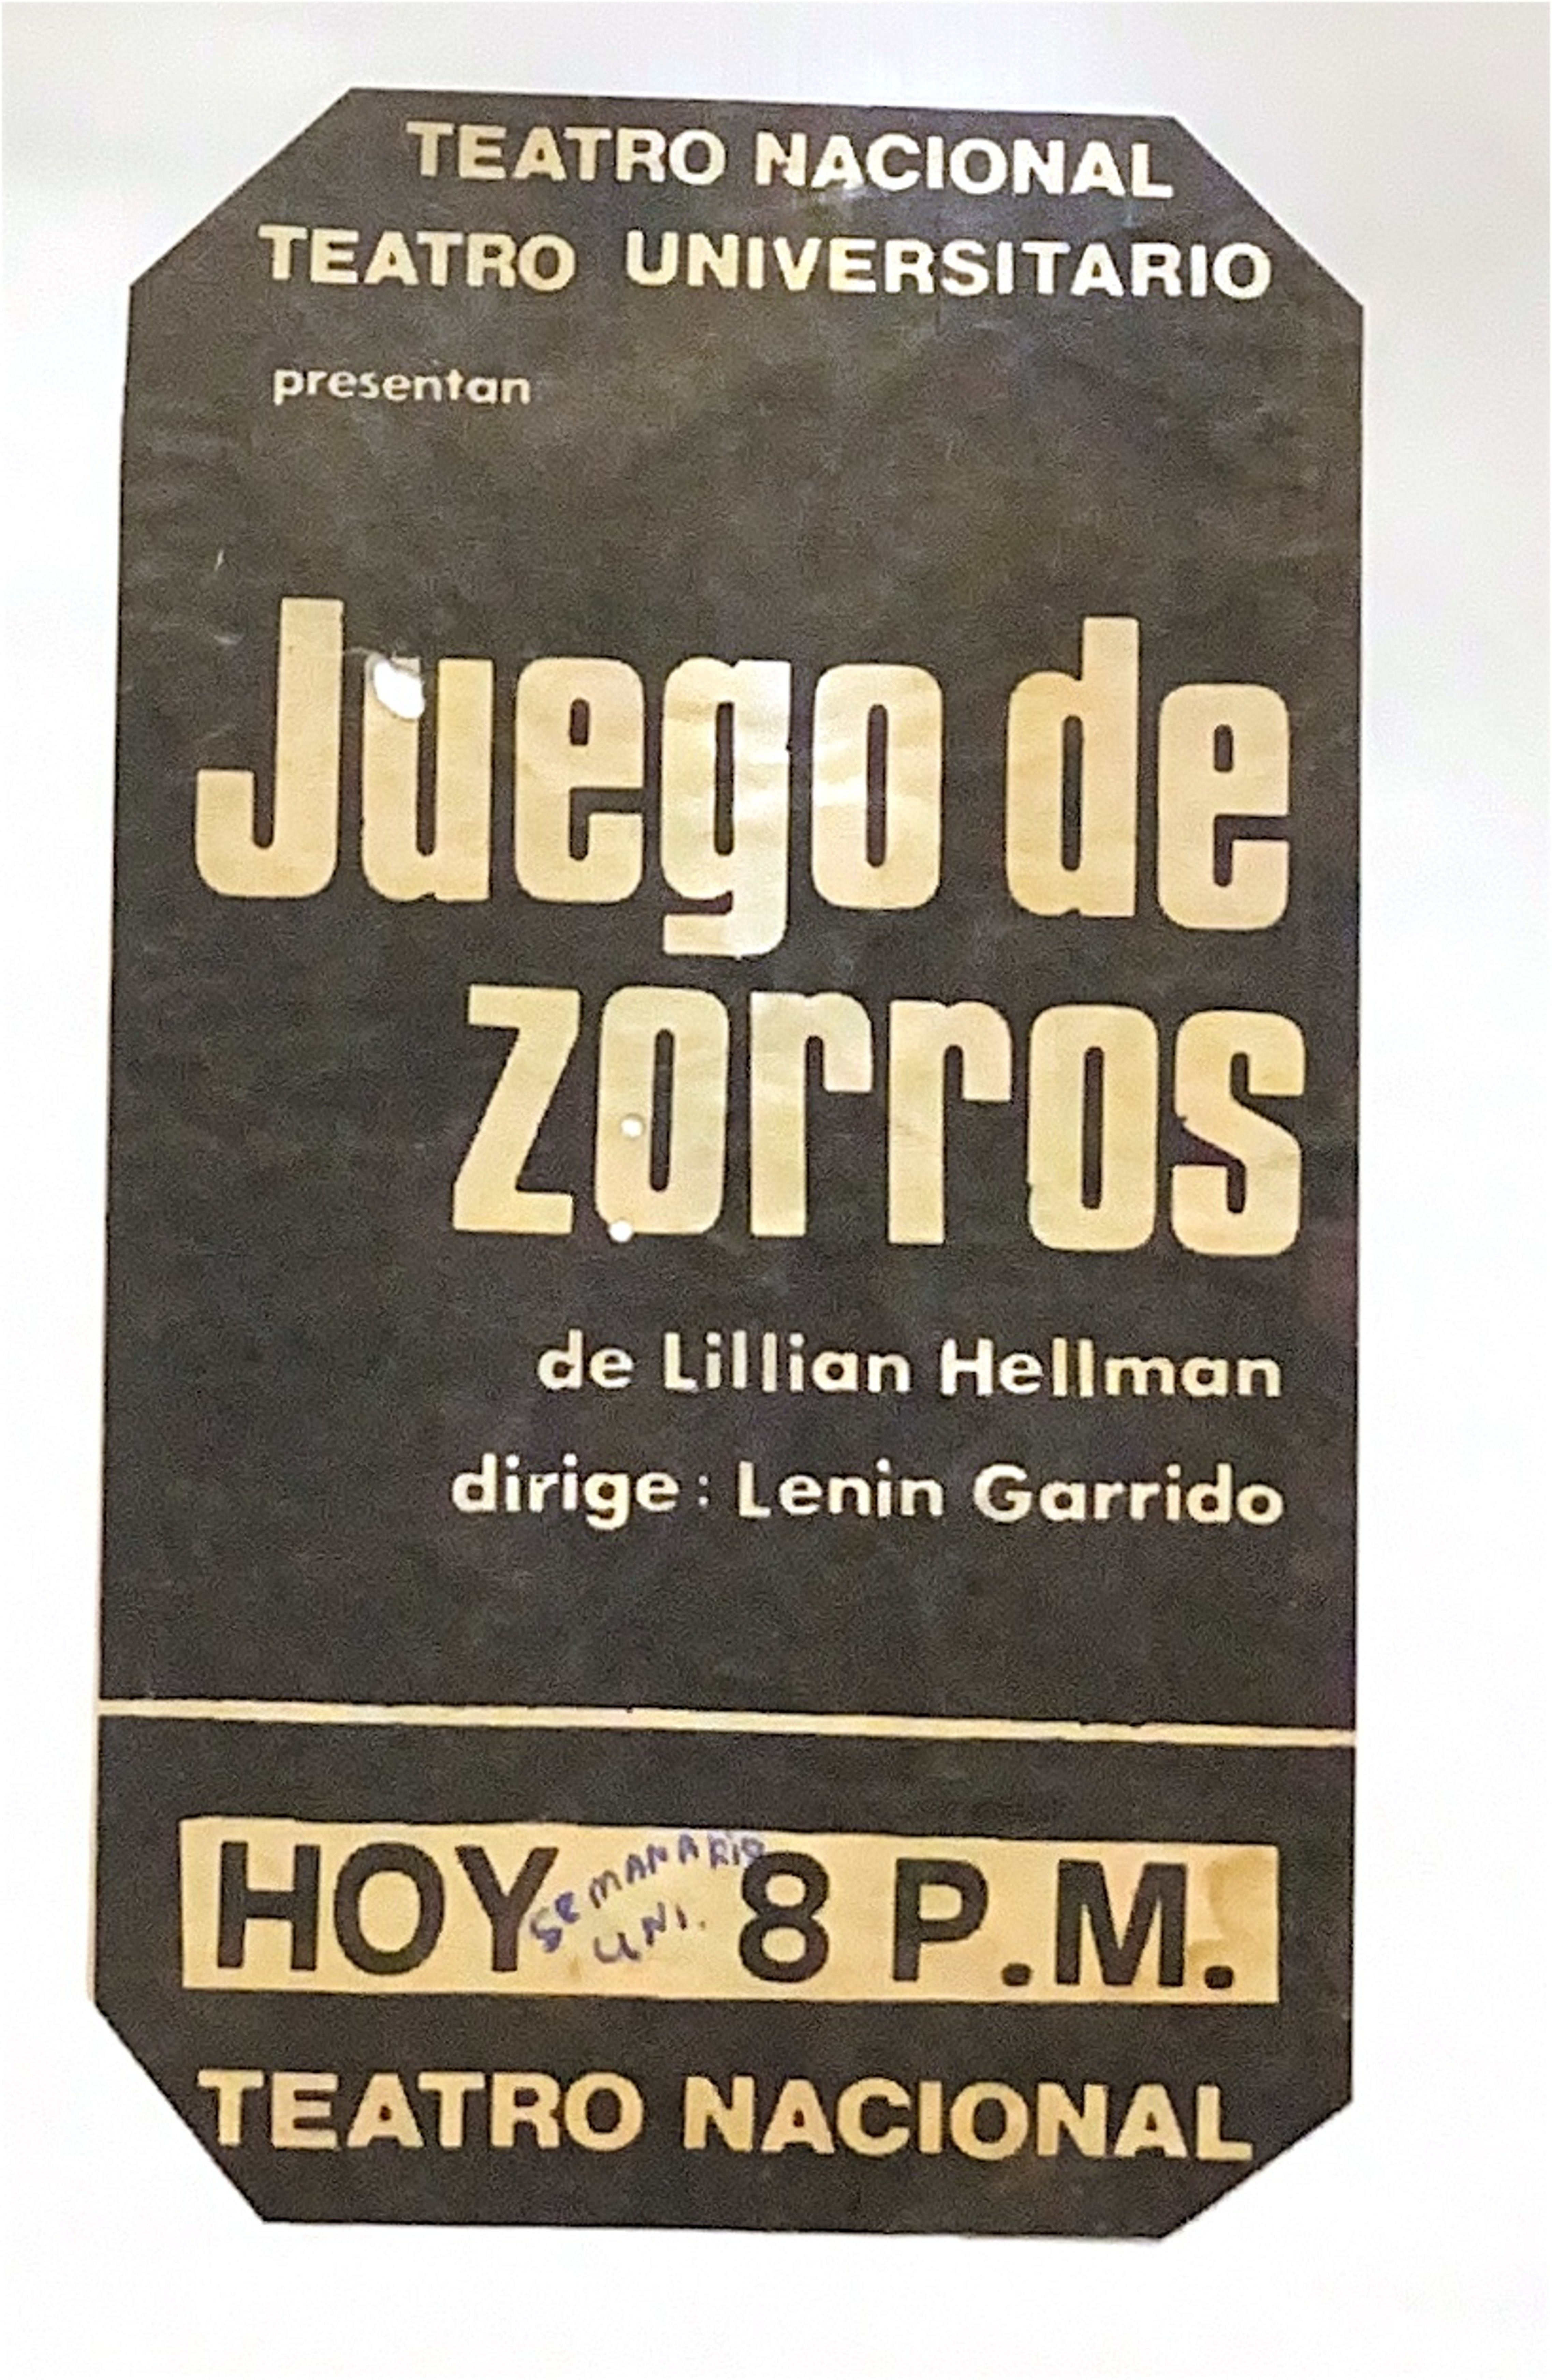 TEATRO NACIONAL
TEATRO UNIVERSITARIO
presentan
Juego de
zorros
de Lillian Hellman
dirige: Lenin Garrido
HOY 8 P.M.
SEMANARIO
UNI.
TEATRO NACIONAL